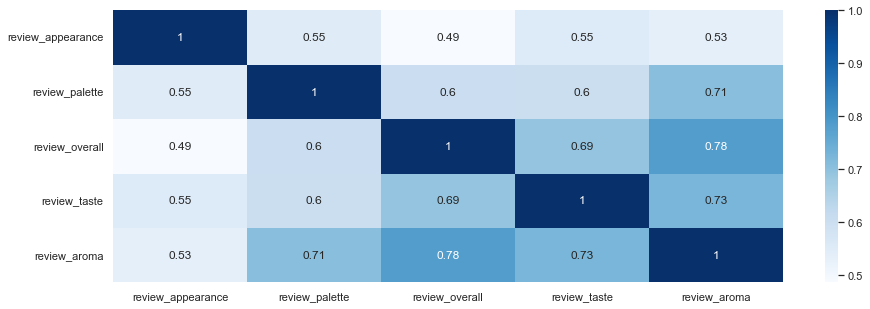 review_appearance 1 0.55 0.49 0.55 0.53
review_palette 0.55 1 0.6 0.6 0.71
review_overall 0.49 0.6 1 0.69 0.78
review_taste 0.55 0.6 0.69 1 0.73
review_aroma 0.53 0.71 0.78 0.73 1
review_appearance review_palette review_overall review_taste review_aroma
1.0
0.9
0.8
0.7
0.6
0.5